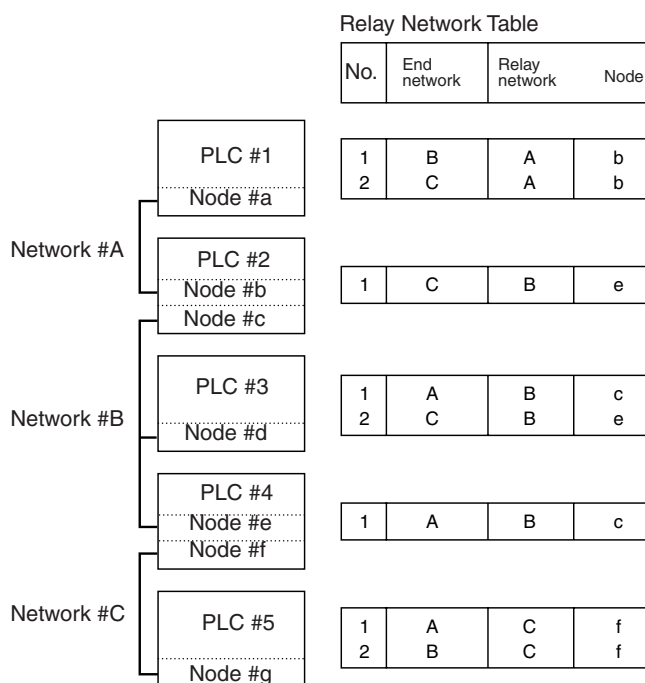 Relay Network Table
No. End network Relay network Node
PLC #1
Node #a
1 B A b
2 C A b
Network #A
PLC #2
Node #b
Node #c
1 C B e
Network #B
PLC #3
Node #d
1 A B c
2 C B e
PLC #4
Node #e
Node #f
1 A B c
Network #C
PLC #5
Node #g
1 A C f
2 B C f